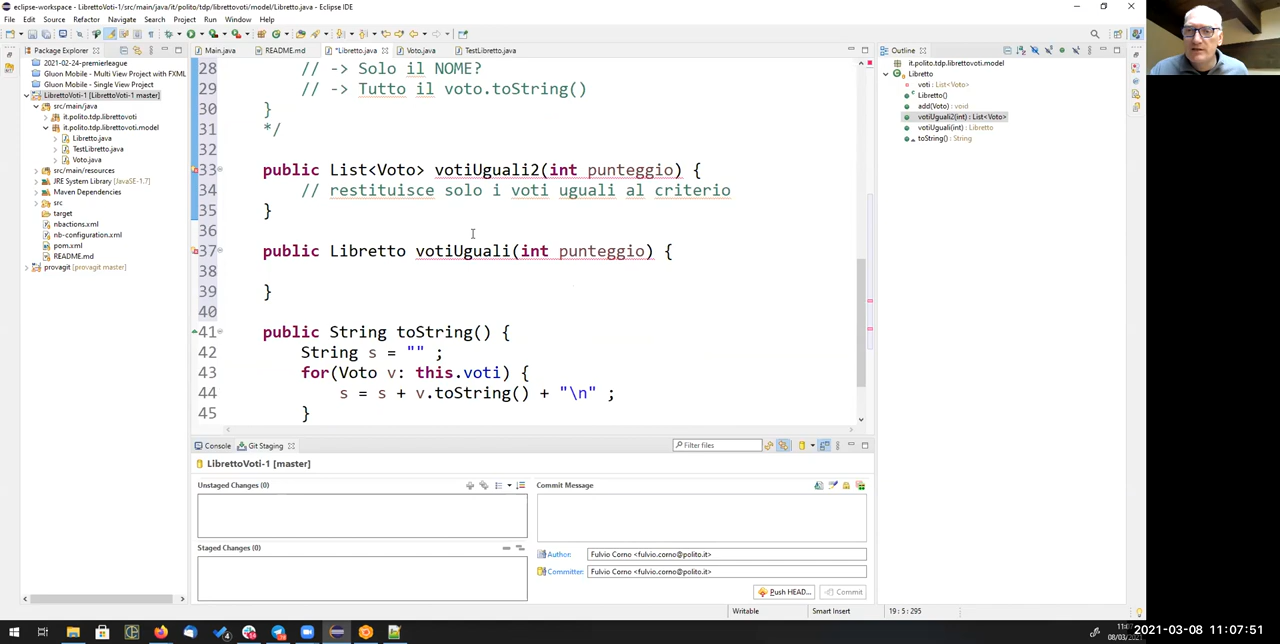 eclipse-workspace - LibrettoVoti-1/src/main/java/it/polito/tdp/librettovoti/model/Libretto.java - Eclipse IDE
File Edit Source Refactor Navigate Search Project Run Window Help
Package Explorer
2021-02-24-premierleague
Gluon Mobile - Multi View Project with FXML
Gluon Mobile - Single View Project
LibrettoVoti-1 [LibrettoVoti-1 master]
src/main/java
it.polito.tdp.librettovoti
it.polito.tdp.librettovoti.model
Libretto.java
TestLibretto.java
Voto.java
src/main/resources
JRE System Library [JavaSE-1.7]
Maven Dependencies
src
target
nbactions.xml
nb-configuration.xml
pom.xml
README.md
provagit [provagit master]
Main.java README.md *Libretto.java Voto.java TestLibretto.java
28 // -> Solo il NOME?
29 // -> Tutto il voto.toString()
30 }
31 */
32
33 public List<Voto> votiUguali2(int punteggio) {
34 // restituisce solo i voti uguali al criterio
35 }
36
37 public Libretto votiUguali(int punteggio) {
38
39 }
40
41 public String toString() {
42 String s = "" ;
43 for(Voto v: this.voti) {
44 s = s + v.toString() + "\n" ;
45 }
Outline
it.polito.tdp.librettovoti.model
Libretto
voti : List<Voto>
Libretto()
add(Voto) : void
votiUguali2(int) : List<Voto>
votiUguali(int) : Libretto
toString() : String
Console Git Staging
Filter files
LibrettoVoti-1 [master]
Unstaged Changes (0)
Staged Changes (0)
Commit Message
Author: Fulvio Corno <fulvio.corno@polito.it>
Committer: Fulvio Corno <fulvio.corno@polito.it>
Push HEAD...
Commit
Writable Smart Insert 19 : 5 : 295
08/03/2021
2021-03-08 11:07:51